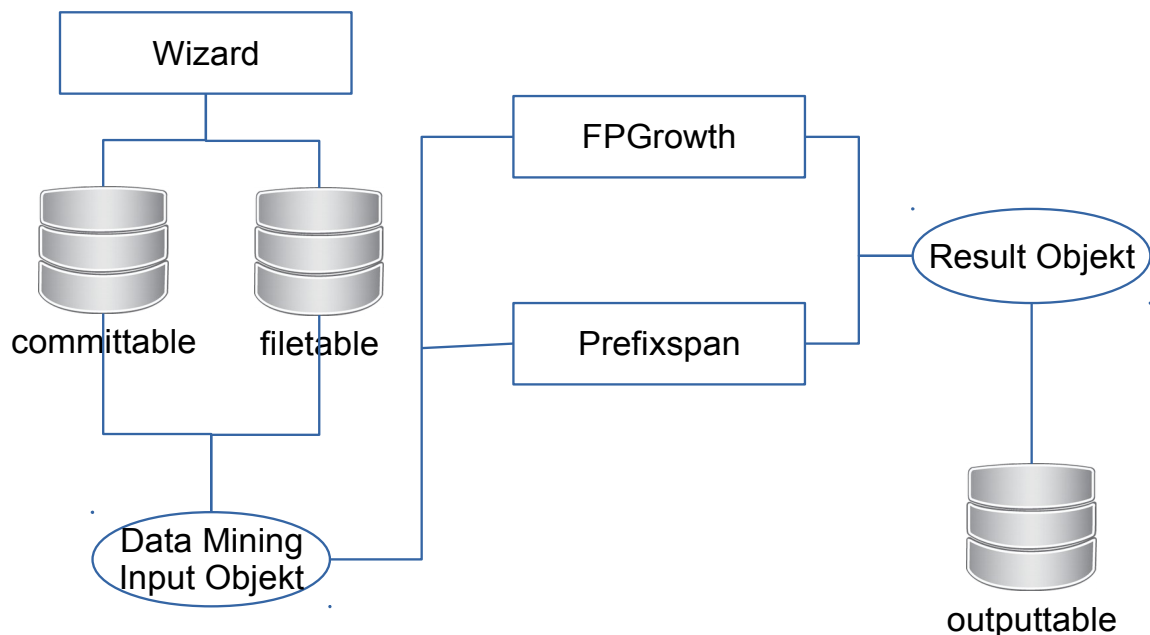 Wizard
committable
filetable
Data Mining
Input Objekt
FPGrowth
Prefixspan
Result Objekt
outputtable